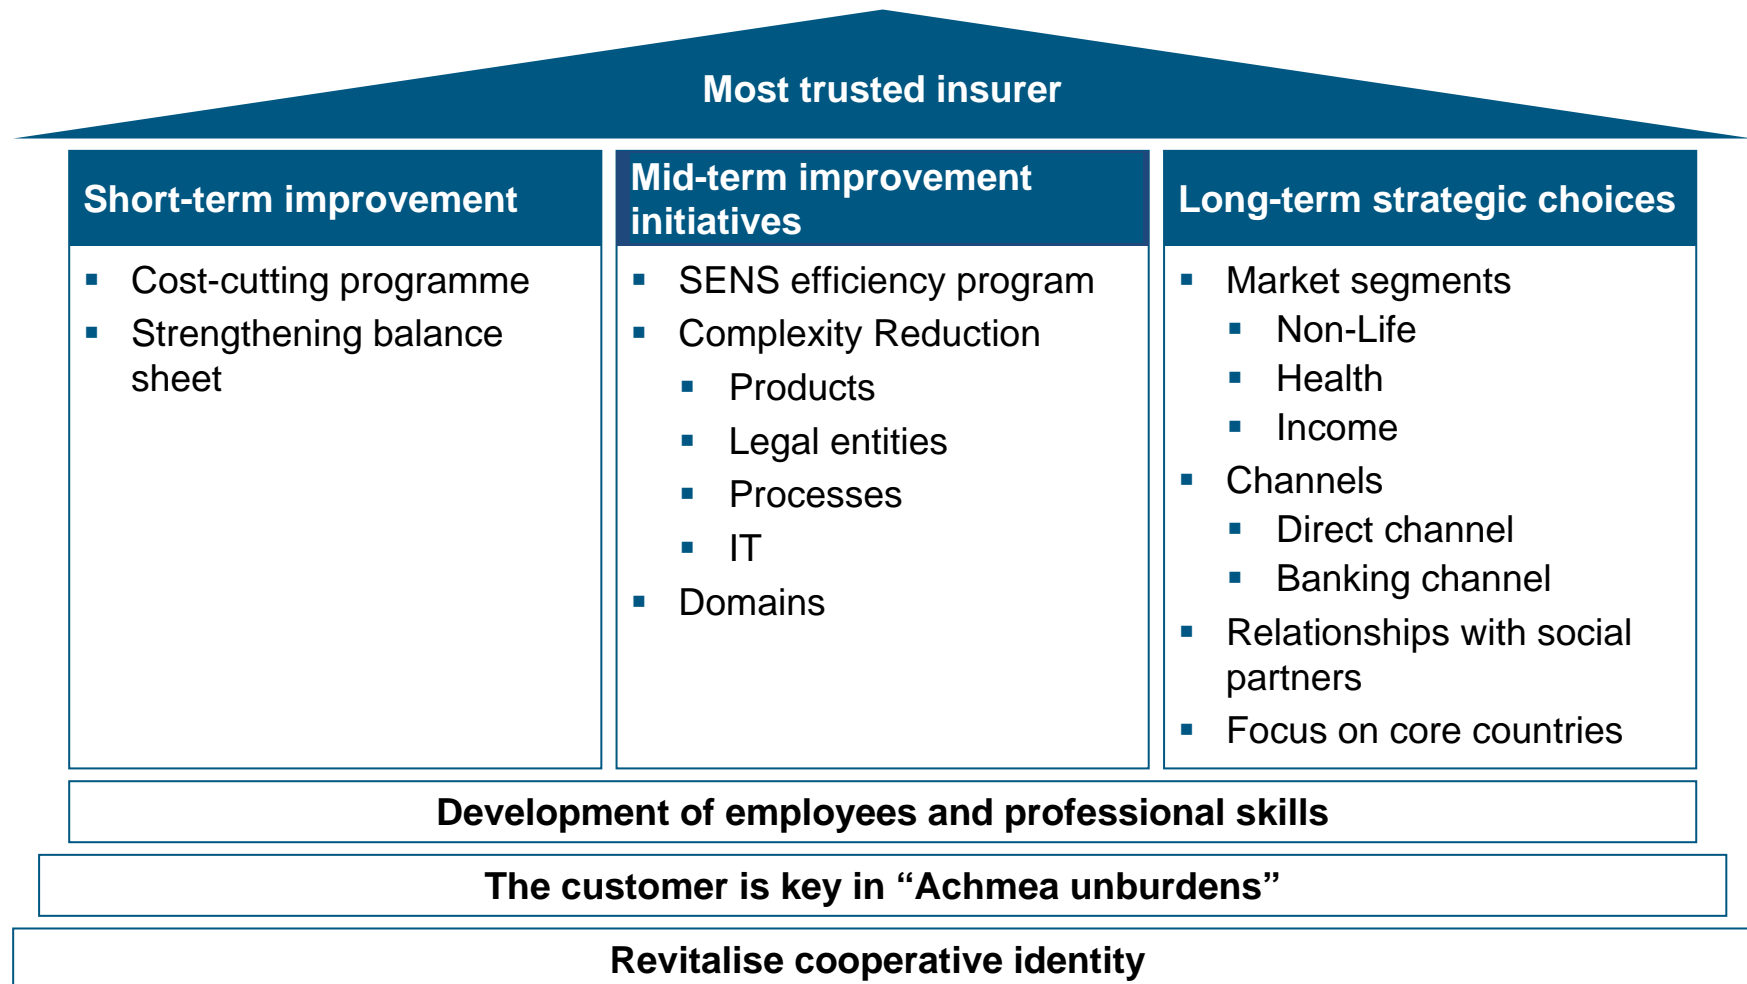 Most trusted insurer
Short-term improvement
▪ Cost-cutting programme
▪ Strengthening balance
sheet
Mid-term improvement
initiatives
▪ SENS efficiency program
▪ Complexity Reduction
▪ Products
▪ Legal entities
▪ Processes
▪ IT
▪ Domains
Long-term strategic choices
▪ Market segments
▪ Non-Life
▪ Health
▪ Income
▪ Channels
▪ Direct channel
▪ Banking channel
▪ Relationships with social
partners
▪ Focus on core countries
Development of employees and professional skills
The customer is key in “Achmea unburdens”
Revitalise cooperative identity